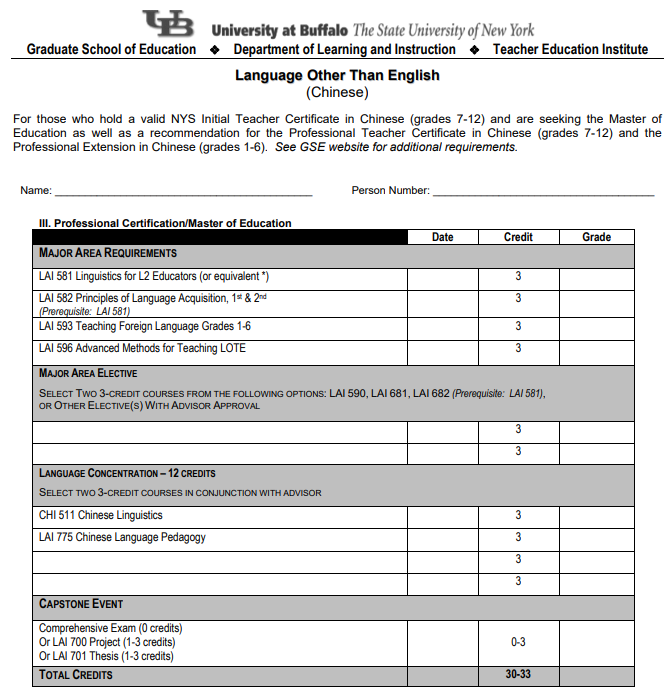 UB University at Buffalo The State University of New York
Graduate School of Education ❖ Department of Learning and Instruction ❖ Teacher Education Institute
Language Other Than English
(Chinese)
For those who hold a valid NYS Initial Teacher Certificate in Chinese (grades 7-12) and are seeking the Master of
Education as well as a recommendation for the Professional Teacher Certificate in Chinese (grades 7-12) and the
Professional Extension in Chinese (grades 1-6). See GSE website for additional requirements.
Name: ______________________ Person Number: ______________________
III. Professional Certification/Master of Education
Date Credit Grade
MAJOR AREA REQUIREMENTS
LAI 581 Linguistics for L2 Educators (or equivalent *) 3
LAI 582 Principles of Language Acquisition, 1st & 2nd 3
(Prerequisite: LAI 581)
LAI 593 Teaching Foreign Language Grades 1-6 3
LAI 596 Advanced Methods for Teaching LOTE 3
MAJOR AREA ELECTIVE
SELECT TWO 3-CREDIT COURSES FROM THE FOLLOWING OPTIONS: LAI 590, LAI 681, LAI 682 (Prerequisite: LAI 581),
OR OTHER ELECTIVE(S) WITH ADVISOR APPROVAL
3
3
LANGUAGE CONCENTRATION – 12 CREDITS
SELECT TWO 3-CREDIT COURSES IN CONJUNCTION WITH ADVISOR
CHI 511 Chinese Linguistics 3
LAI 775 Chinese Language Pedagogy 3
3
3
CAPSTONE EVENT
Comprehensive Exam (0 credits)
Or LAI 700 Project (1-3 credits) 0-3
Or LAI 701 Thesis (1-3 credits)
TOTAL CREDITS 30-33